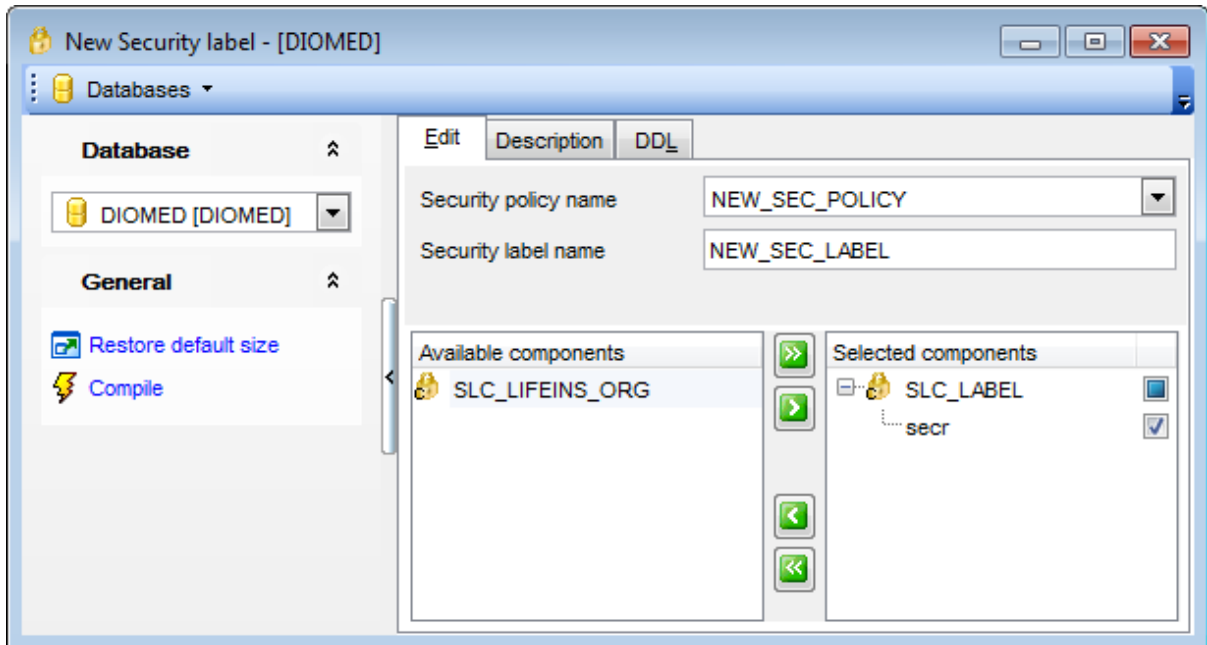 New Security label - [DIOMED]
Databases
Database
DIOMED [DIOMED]
General
Restore default size
Compile
Edit Description DDL
Security policy name NEW_SEC_POLICY
Security label name NEW_SEC_LABEL
Available components
SLC_LIFEINS_ORG
Selected components
SLC_LABEL
secr